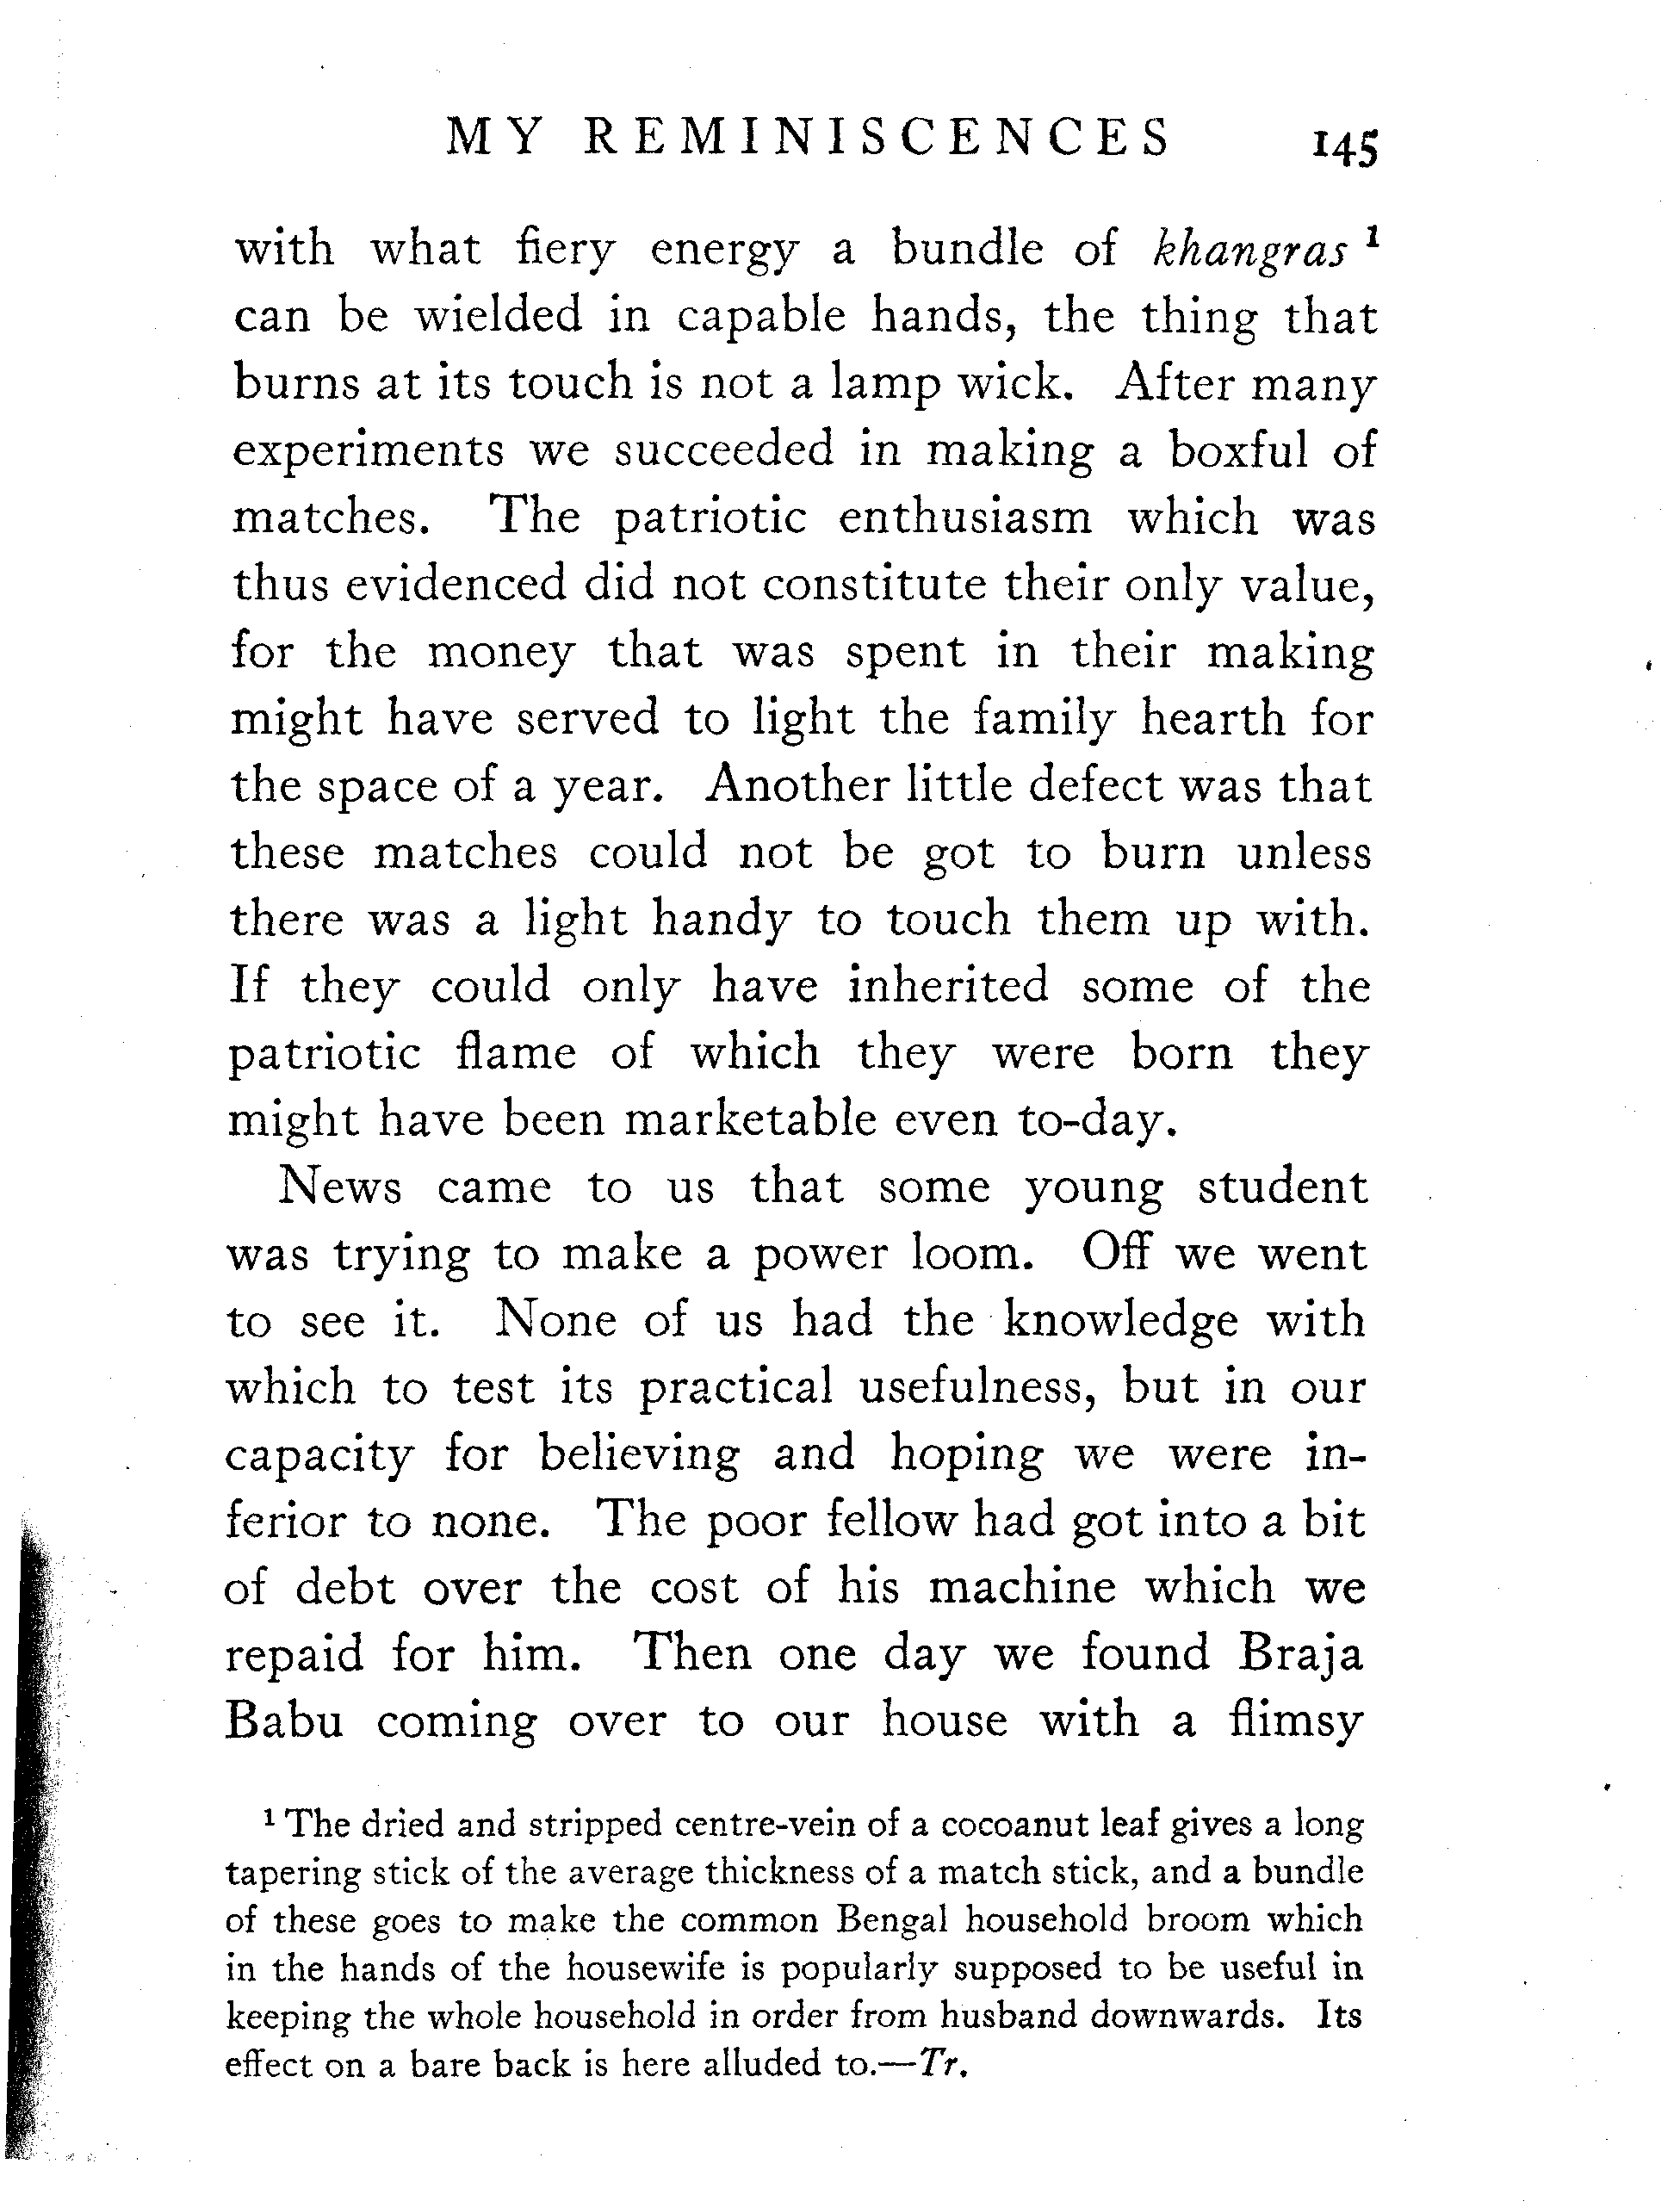 MY REMINISCENCES 145
with what fiery energy a bundle of khangras ¹
can be wielded in capable hands, the thing that
burns at its touch is not a lamp wick. After many
experiments we succeeded in making a boxful of
matches. The patriotic enthusiasm which was
thus evidenced did not constitute their only value,
for the money that was spent in their making
might have served to light the family hearth for
the space of a year. Another little defect was that
these matches could not be got to burn unless
there was a light handy to touch them up with.
If they could only have inherited some of the
patriotic flame of which they were born they
might have been marketable even to-day.
News came to us that some young student
was trying to make a power loom. Off we went
to see it. None of us had the knowledge with
which to test its practical usefulness, but in our
capacity for believing and hoping we were in-
ferior to none. The poor fellow had got into a bit
of debt over the cost of his machine which we
repaid for him. Then one day we found Braja
Babu coming over to our house with a flimsy
¹ The dried and stripped centre-vein of a cocoanut leaf gives a long
tapering stick of the average thickness of a match stick, and a bundle
of these goes to make the common Bengal household broom which
in the hands of the housewife is popularly supposed to be useful in
keeping the whole household in order from husband downwards. Its
effect on a bare back is here alluded to.—Tr.